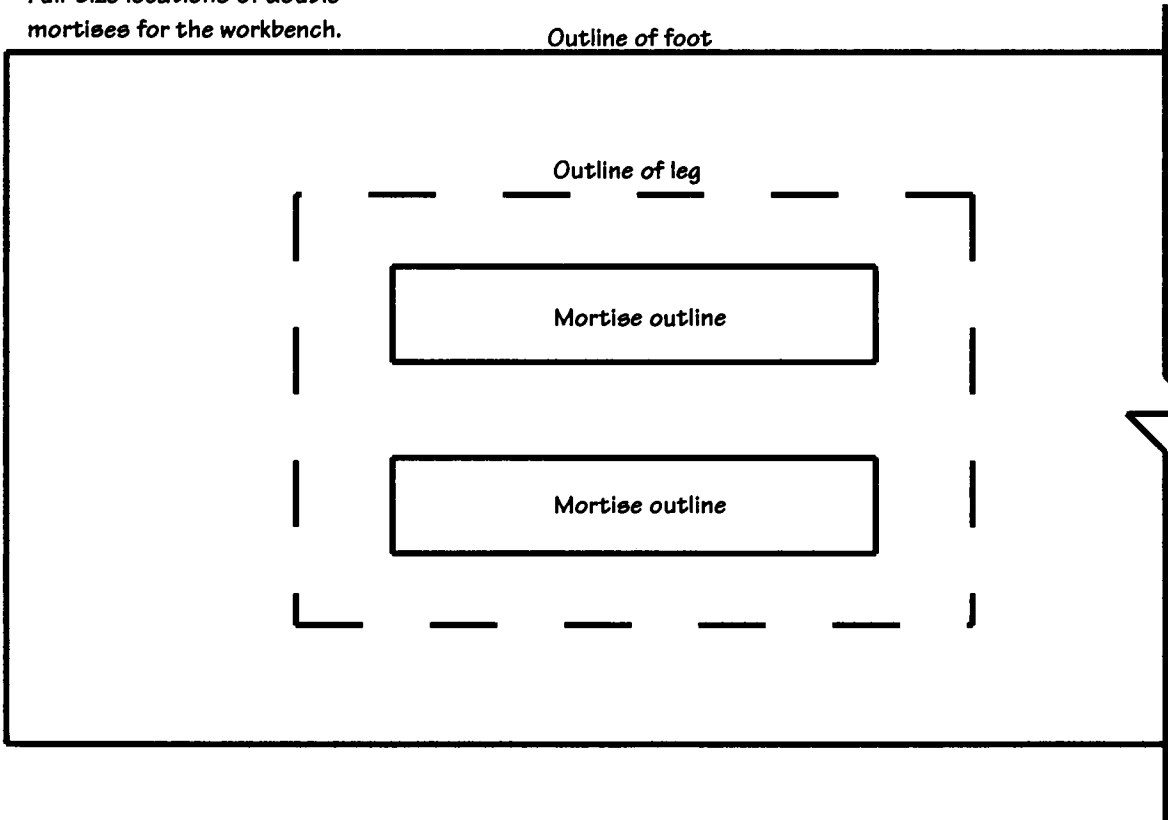 mortises for the workbench.
Outline of foot
Outline of leg
Mortise outline
Mortise outline